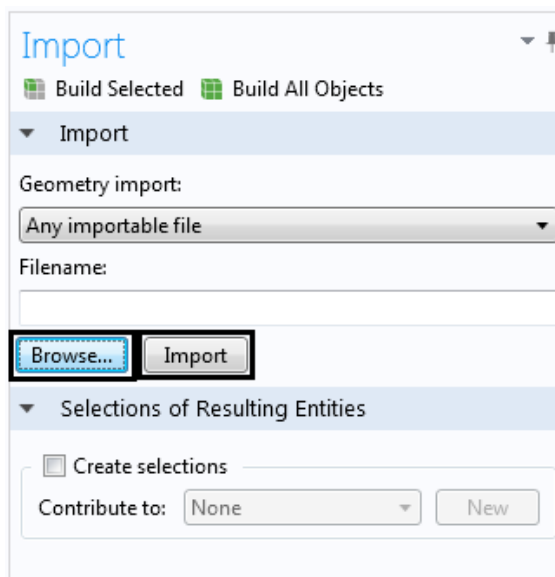 Import
Build Selected Build All Objects
Import
Geometry import:
Any importable file
Filename:
Browse... Import
Selections of Resulting Entities
Create selections
Contribute to: None New